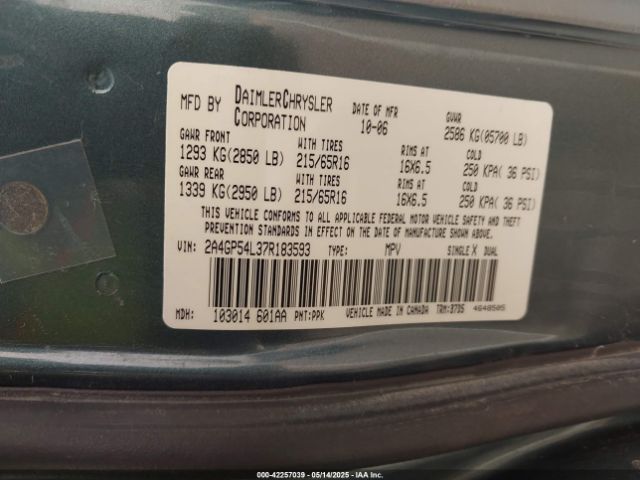 MFD BY DAIMLERCHRYSLER CORPORATION DATE OF MFR 10-06 GVWR 2586 KG(05700 LB)
GAWR FRONT WITH TIRES RIMS AT COLD
1293 KG(2850 LB) 215/65R16 16X6.5 250 KPA( 36 PSI)
GAWR REAR WITH TIRES RIMS AT COLD
1339 KG(2950 LB) 215/65R16 16X6.5 250 KPA( 36 PSI)
THIS VEHICLE CONFORMS TO ALL APPLICABLE FEDERAL MOTOR VEHICLE SAFETY AND THEFT
PREVENTION STANDARDS IN EFFECT ON THE DATE OF MANUFACTURE SHOWN ABOVE.
VIN: 2A4GP54L37R183593 TYPE: MPV SINGLE X DUAL
MDH: 103014 601AA PNT:PPK VEHICLE MADE IN CANADA TRM:37D5 4648505
000-42257039 - 05/14/2025 - IAAI.COM